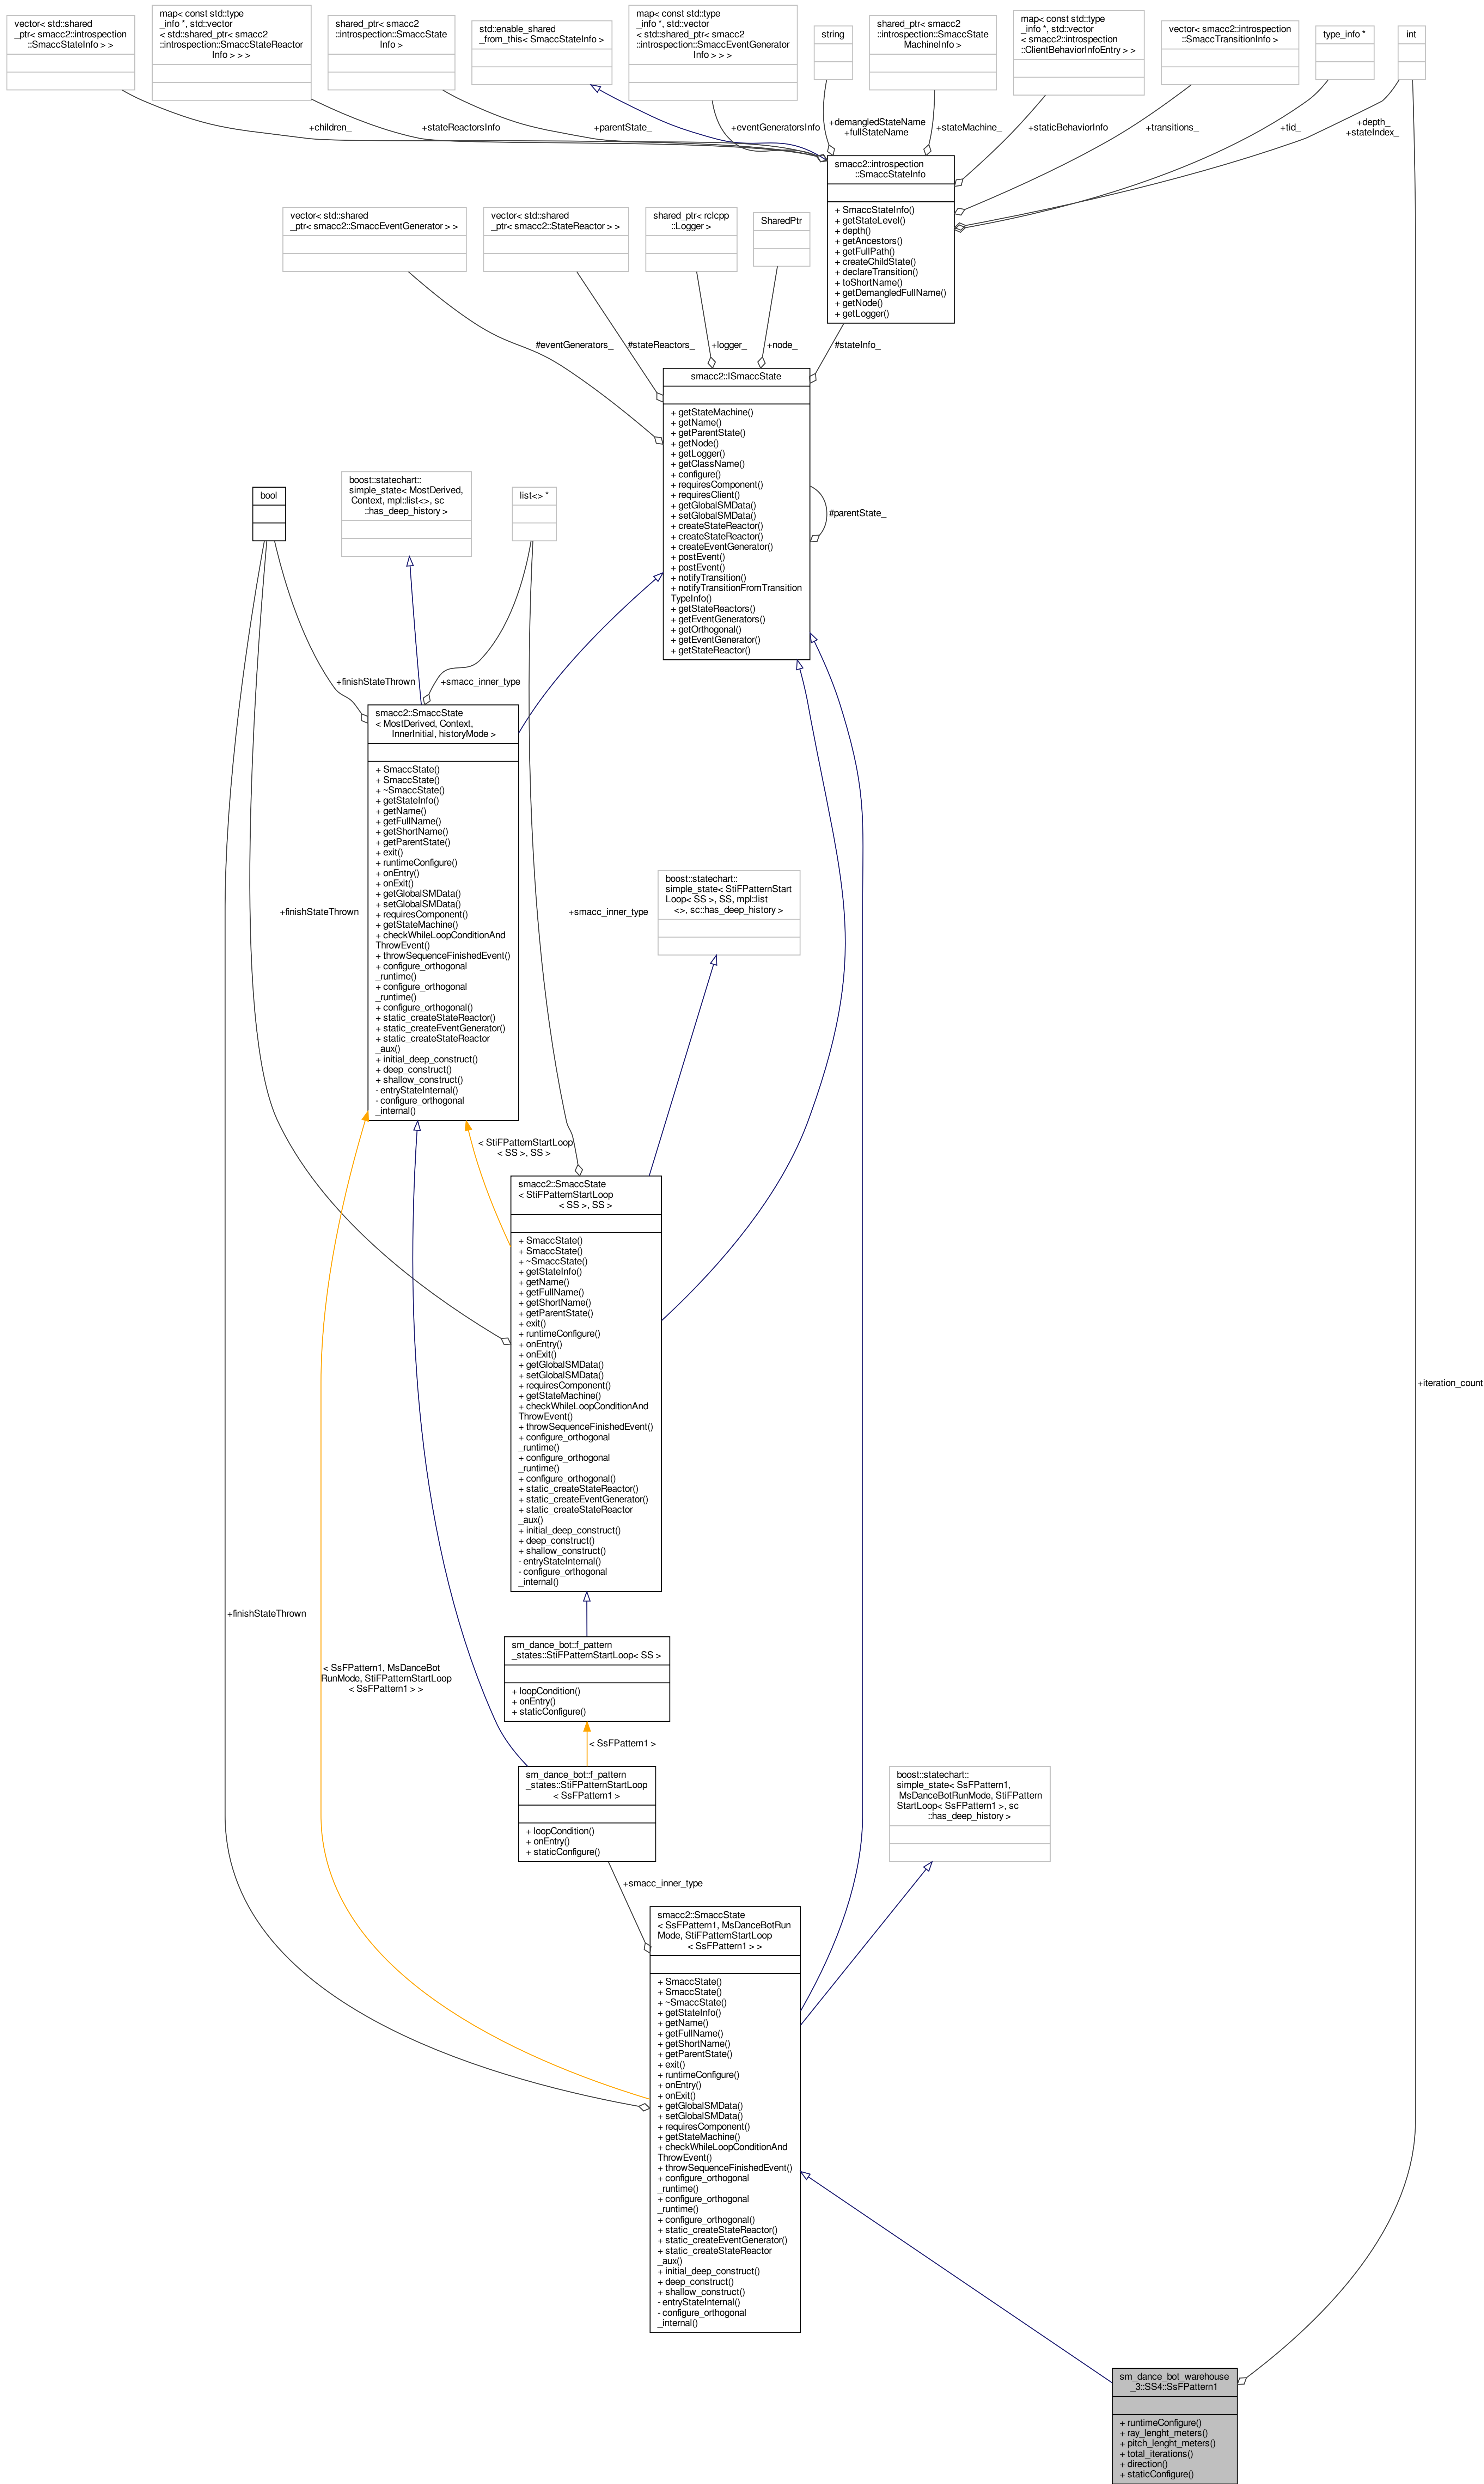 vector< std::shared
_ptr< smacc2::introspection
::SmaccStateInfo > >
map< const std::type
_info *, std::vector
< std::shared_ptr< smacc2
::introspection::SmaccStateReactor
Info > > >
shared_ptr< smacc2
::introspection::SmaccState
Info >
std::enable_shared
_from_this< SmaccStateInfo >
map< const std::type
_info *, std::vector
< std::shared_ptr< smacc2
::introspection::SmaccEventGenerator
Info > > >
string
shared_ptr< smacc2
::introspection::SmaccState
MachineInfo >
map< const std::type
_info *, std::vector
< smacc2::introspection
::ClientBehaviorInfoEntry > >
vector< smacc2::introspection
::SmaccTransitionInfo >
type_info *
int
+children_
+stateReactorsInfo
+parentState_
+eventGeneratorsInfo
+demangledStateName
+fullStateName
+stateMachine_
+staticBehaviorInfo
+transitions_
+tid_
+depth_
+stateIndex_
smacc2::introspection
::SmaccStateInfo
+ SmaccStateInfo()
+ getStateLevel()
+ depth()
+ getAncestors()
+ getFullPath()
+ createChildState()
+ declareTransition()
+ toShortName()
+ getDemangledFullName()
+ getNode()
+ getLogger()
vector< std::shared
_ptr< smacc2::SmaccEventGenerator > >
vector< std::shared
_ptr< smacc2::StateReactor > >
shared_ptr< rclcpp
::Logger >
SharedPtr
#eventGenerators_
#stateReactors_
+logger_
+node_
#stateInfo_
smacc2::ISmaccState
+ getStateMachine()
+ getName()
+ getParentState()
+ getNode()
+ getLogger()
+ getClassName()
+ configure()
+ requiresComponent()
+ requiresClient()
+ getGlobalSMData()
+ setGlobalSMData()
+ createStateReactor()
+ createStateReactor()
+ createEventGenerator()
+ postEvent()
+ postEvent()
+ notifyTransition()
+ notifyTransitionFromTransition
TypeInfo()
+ getStateReactors()
+ getEventGenerators()
+ getOrthogonal()
+ getEventGenerator()
+ getStateReactor()
#parentState_
bool
boost::statechart::
simple_state< MostDerived,
Context, mpl::list<>, sc
::has_deep_history >
list<> *
+finishStateThrown
+smacc_inner_type
smacc2::SmaccState
< MostDerived, Context,
InnerInitial, historyMode >
+ SmaccState()
+ SmaccState()
+ ~SmaccState()
+ getStateInfo()
+ getName()
+ getFullName()
+ getShortName()
+ getParentState()
+ exit()
+ runtimeConfigure()
+ onEntry()
+ onExit()
+ getGlobalSMData()
+ setGlobalSMData()
+ requiresComponent()
+ getStateMachine()
+ checkWhileLoopConditionAnd
ThrowEvent()
+ throwSequenceFinishedEvent()
+ configure_orthogonal
_runtime()
+ configure_orthogonal
_runtime()
+ configure_orthogonal()
+ static_createStateReactor()
+ static_createEventGenerator()
+ static_createStateReactor
_aux()
+ initial_deep_construct()
+ deep_construct()
+ shallow_construct()
- entryStateInternal()
- configure_orthogonal
_internal()
+finishStateThrown
+smacc_inner_type
boost::statechart::
simple_state< StiFPatternStart
Loop< SS >, SS, mpl::list
<>, sc::has_deep_history >
< StiFPatternStartLoop
< SS >, SS >
smacc2::SmaccState
< StiFPatternStartLoop
< SS >, SS >
+ SmaccState()
+ SmaccState()
+ ~SmaccState()
+ getStateInfo()
+ getName()
+ getFullName()
+ getShortName()
+ getParentState()
+ exit()
+ runtimeConfigure()
+ onEntry()
+ onExit()
+ getGlobalSMData()
+ setGlobalSMData()
+ requiresComponent()
+ getStateMachine()
+ checkWhileLoopConditionAnd
ThrowEvent()
+ throwSequenceFinishedEvent()
+ configure_orthogonal
_runtime()
+ configure_orthogonal
_runtime()
+ configure_orthogonal()
+ static_createStateReactor()
+ static_createEventGenerator()
+ static_createStateReactor
_aux()
+ initial_deep_construct()
+ deep_construct()
+ shallow_construct()
- entryStateInternal()
- configure_orthogonal
_internal()
+iteration_count
+finishStateThrown
< SsFPattern1, MsDanceBot
RunMode, StiFPatternStartLoop
< SsFPattern1 > >
sm_dance_bot::f_pattern
_states::StiFPatternStartLoop< SS >
+ loopCondition()
+ onEntry()
+ staticConfigure()
< SsFPattern1 >
sm_dance_bot::f_pattern
_states::StiFPatternStartLoop
< SsFPattern1 >
+ loopCondition()
+ onEntry()
+ staticConfigure()
boost::statechart::
simple_state< SsFPattern1,
MsDanceBotRunMode, StiFPattern
StartLoop< SsFPattern1 >, sc
::has_deep_history >
+smacc_inner_type
smacc2::SmaccState
< SsFPattern1, MsDanceBotRun
Mode, StiFPatternStartLoop
< SsFPattern1 > >
+ SmaccState()
+ SmaccState()
+ ~SmaccState()
+ getStateInfo()
+ getName()
+ getFullName()
+ getShortName()
+ getParentState()
+ exit()
+ runtimeConfigure()
+ onEntry()
+ onExit()
+ getGlobalSMData()
+ setGlobalSMData()
+ requiresComponent()
+ getStateMachine()
+ checkWhileLoopConditionAnd
ThrowEvent()
+ throwSequenceFinishedEvent()
+ configure_orthogonal
_runtime()
+ configure_orthogonal
_runtime()
+ configure_orthogonal()
+ static_createStateReactor()
+ static_createEventGenerator()
+ static_createStateReactor
_aux()
+ initial_deep_construct()
+ deep_construct()
+ shallow_construct()
- entryStateInternal()
- configure_orthogonal
_internal()
sm_dance_bot_warehouse
_3::SS4::SsFPattern1
+ runtimeConfigure()
+ ray_lenght_meters()
+ pitch_lenght_meters()
+ total_iterations()
+ direction()
+ staticConfigure()